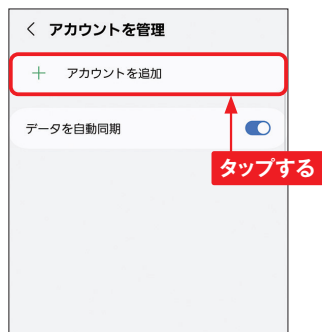 アカウントを管理
アカウントを追加
データを自動同期
タップする